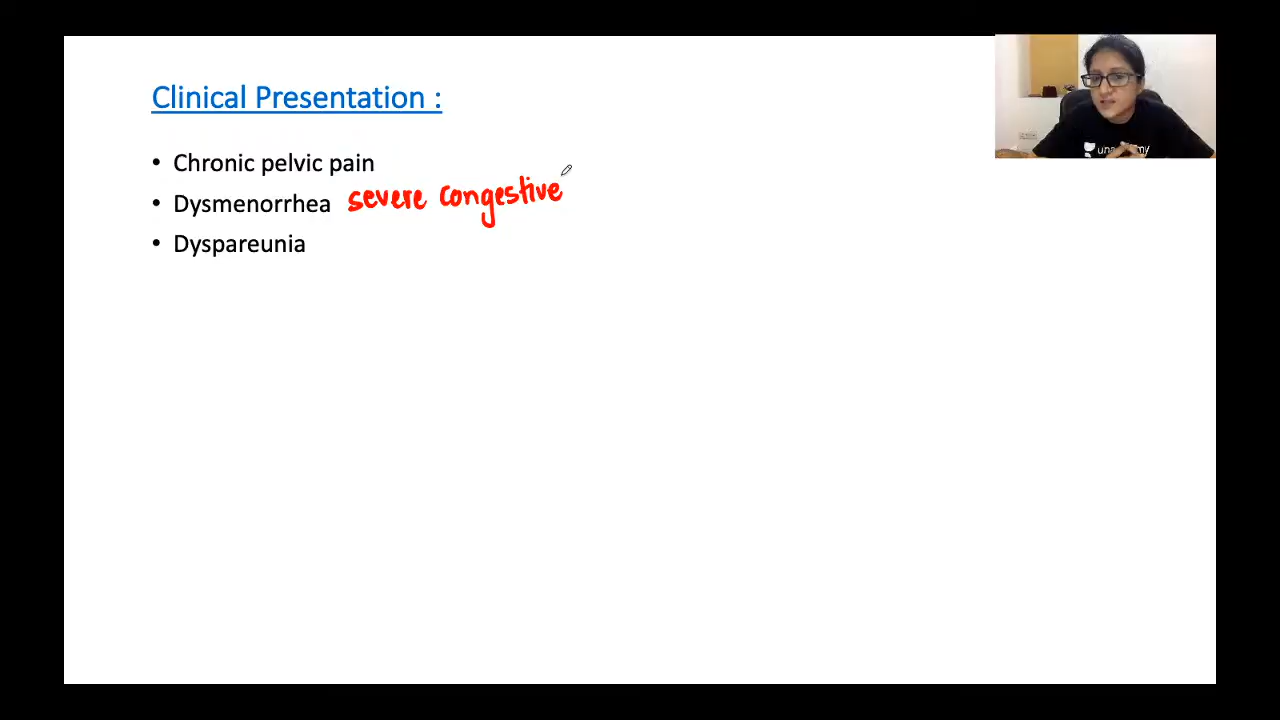 Clinical Presentation :
• Chronic pelvic pain
• Dysmenorrhea severe congestive
• Dyspareunia